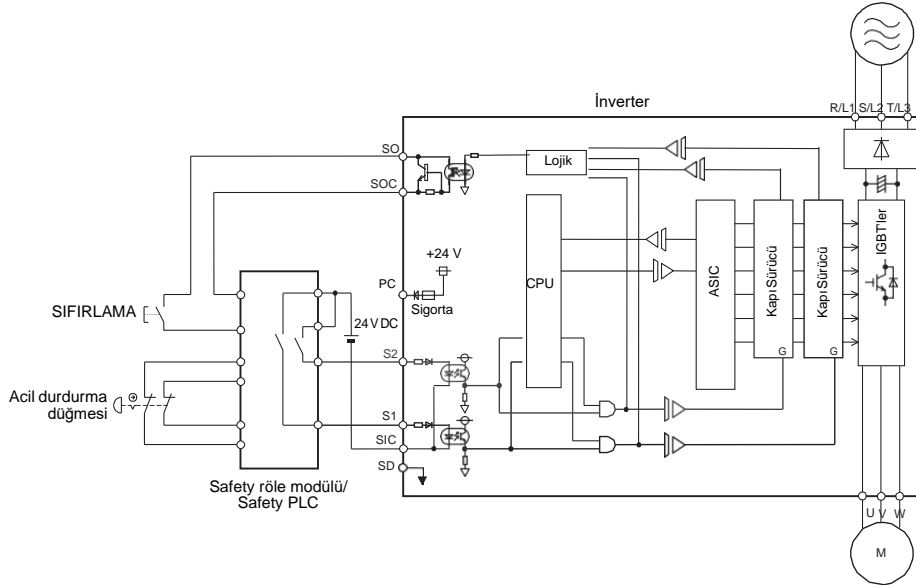 İnverter
R/L1 S/L2 T/L3
SO
Lojik
SOC
+24 V
PC
Sigorta
CPU
ASIC
Kapı Sürücü
Kapı Sürücü
IGBT'ler
SIFIRLAMA
24 V DC
S2
G
G
Acil durdurma
düğmesi
S1
SIC
SD
Safety röle modülü/
Safety PLC
U V W
M